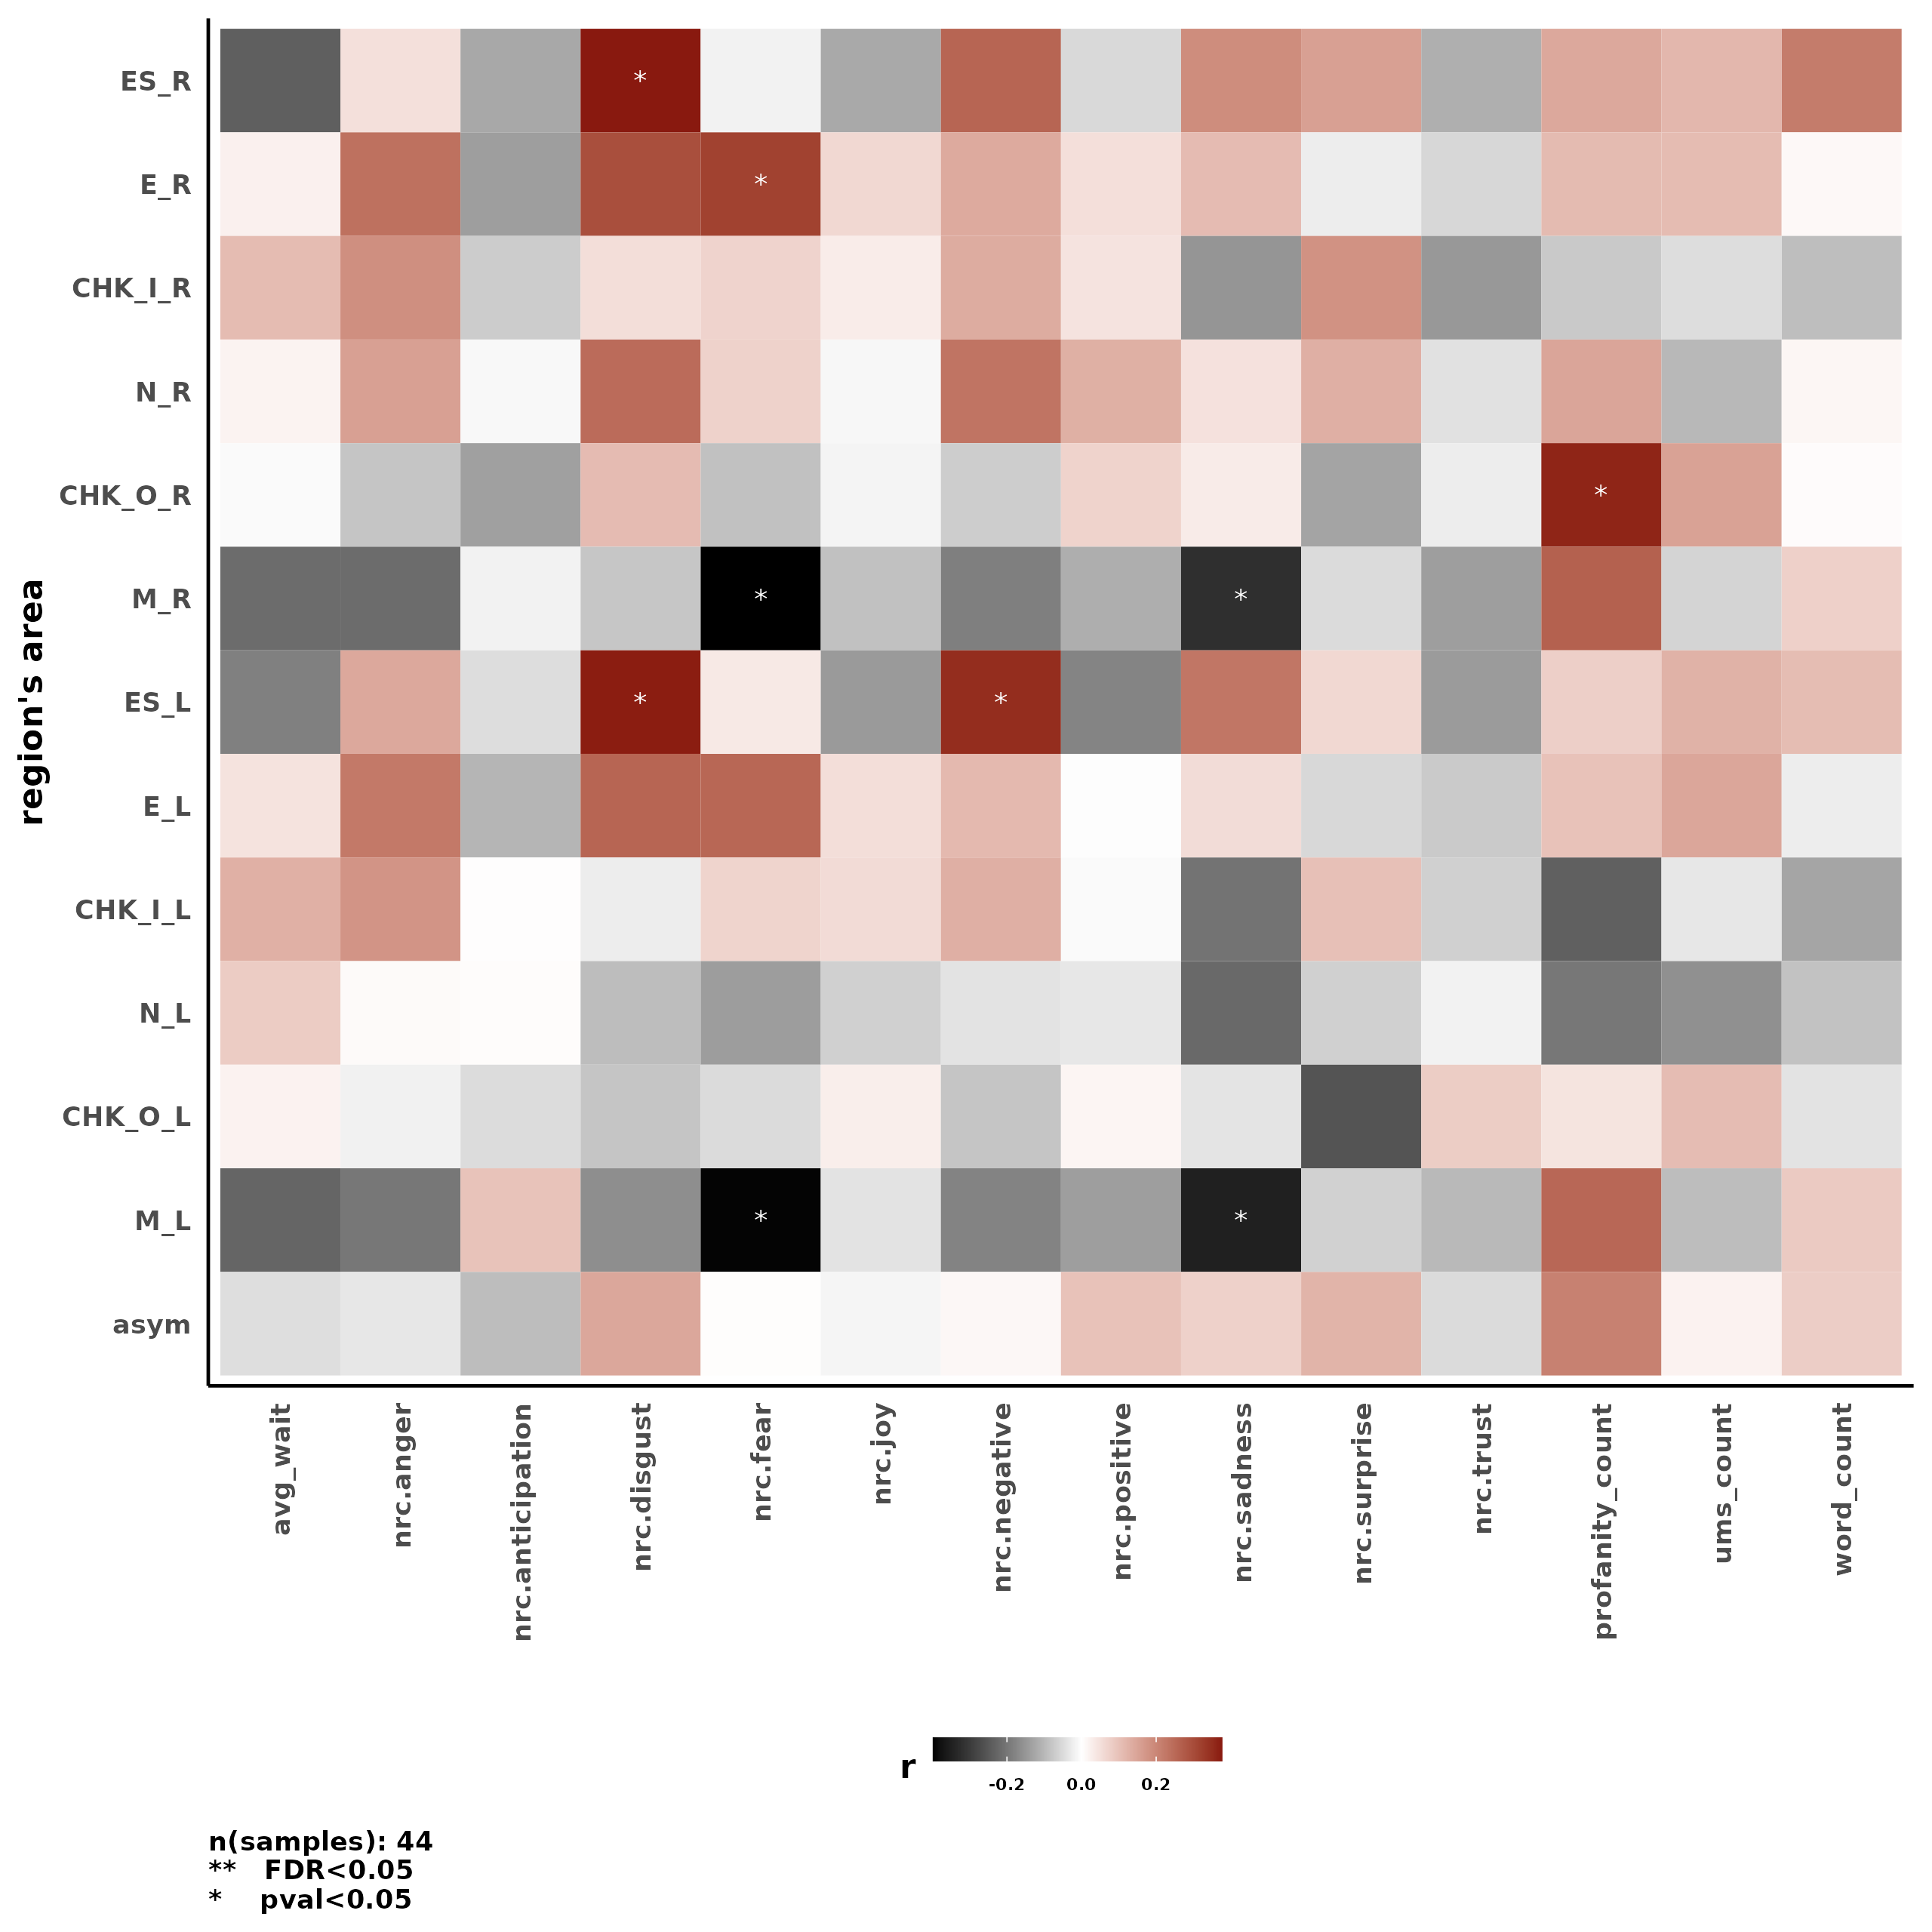 region's area
ES_R
*
E_R
*
CHK_I_R
N_R
CHK_O_R
*
M_R
* *
ES_L
* *
E_L
CHK_I_L
N_L
CHK_O_L
M_L
* *
asym
avg_wait
nrc.anger
nrc.anticipation
nrc.disgust
nrc.fear
nrc.joy
nrc.negative
nrc.positive
nrc.sadness
nrc.surprise
nrc.trust
profanity_count
ums_count
word_count
r
-0.2 0.0 0.2
n(samples): 44
** FDR<0.05
* pval<0.05